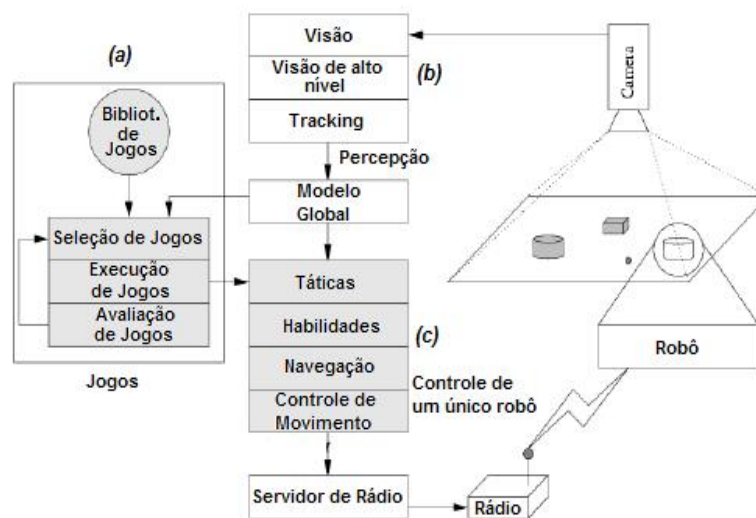 (a)
Bibliot.
de
Jogos
Seleção de Jogos
Execução
de Jogos
Avaliação
de Jogos
Jogos
Visão
Visão de alto
nível
Tracking
(b)
Percepção
Modelo
Global
Táticas
Habilidades
Navegação
Controle de
Movimento
(c)
Controle de
um único robô
Servidor de Rádio
Rádio
Camera
Robô